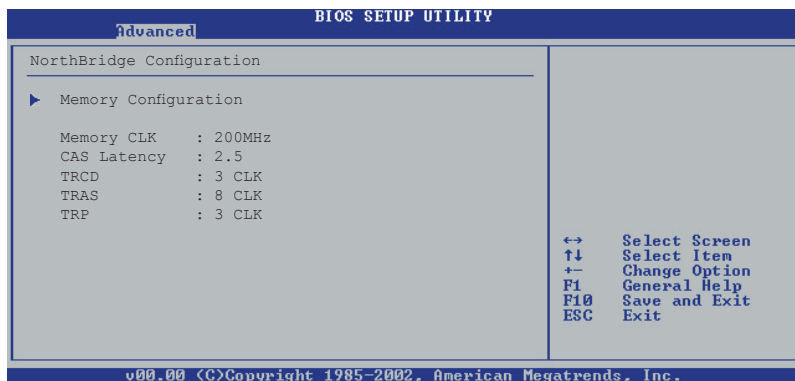 BIOS SETUP UTILITY
Advanced
NorthBridge Configuration
Memory Configuration
Memory CLK : 200MHz
CAS Latency : 2.5
TRCD : 3 CLK
TRAS : 8 CLK
TRP : 3 CLK
←→ Select Screen
↑↓ Select Item
+- Change Option
F1 General Help
F10 Save and Exit
ESC Exit
v00.00 (C)Copyright 1985-2002, American Megatrends, Inc.